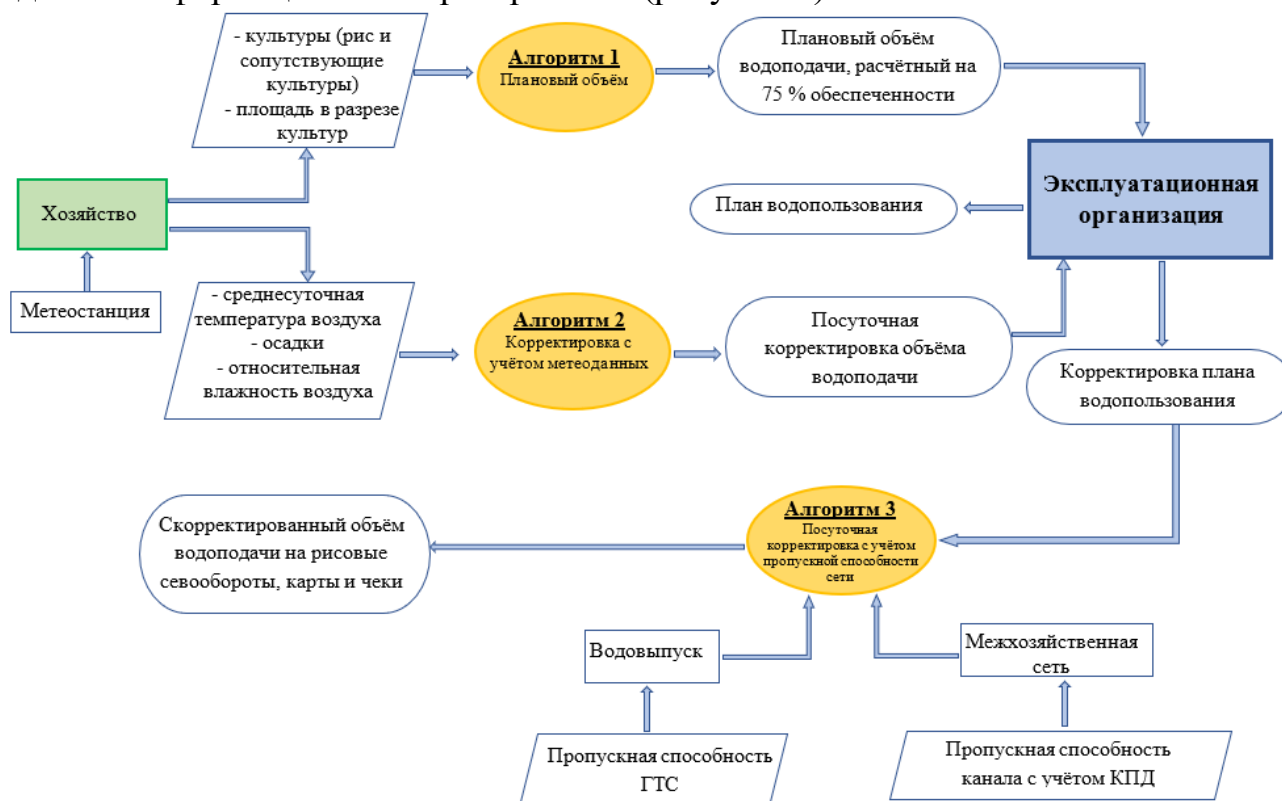 - культуры (рис и
сопутствующие
культуры)
- площадь в разрезе
культур
Алгоритм 1
Плановый объём
Плановый объём
водоподачи, расчётный на
75 % обеспеченности
Хозяйство
План водопользования
Эксплуатационная
организация
Метеостанция
- среднесуточная
температура воздуха
- осадки
- относительная
влажность воздуха
Алгоритм 2
Корректировка с
учётом метеоданных
Посуточная
корректировка объёма
водоподачи
Корректировка плана
водопользования
Скорректированный объём
водоподачи на рисовые
севообороты, карты и чеки
Алгоритм 3
Посуточная
корректировка с учётом
пропускной способности
сети
Водовыпуск
Межхозяйственная
сеть
Пропускная способность
ГТС
Пропускная способность
канала с учётом КПД